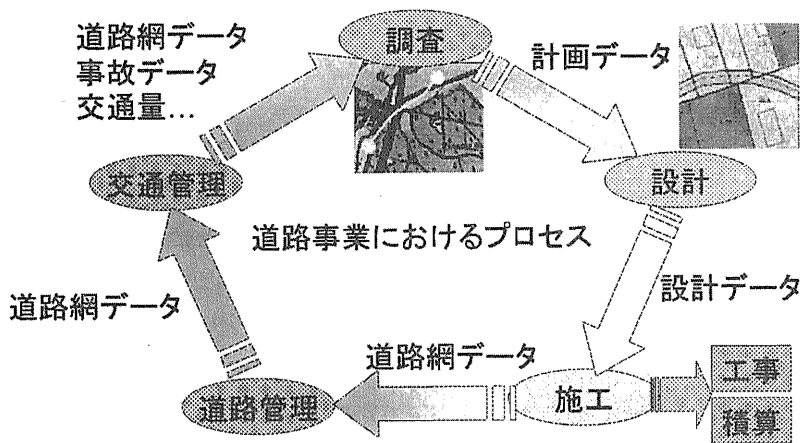 道路網データ
事故データ
交通量...
調査
計画データ
交通管理
設計
道路事業におけるプロセス
設計データ
道路網データ
道路網データ
道路管理
施工
工事
積算